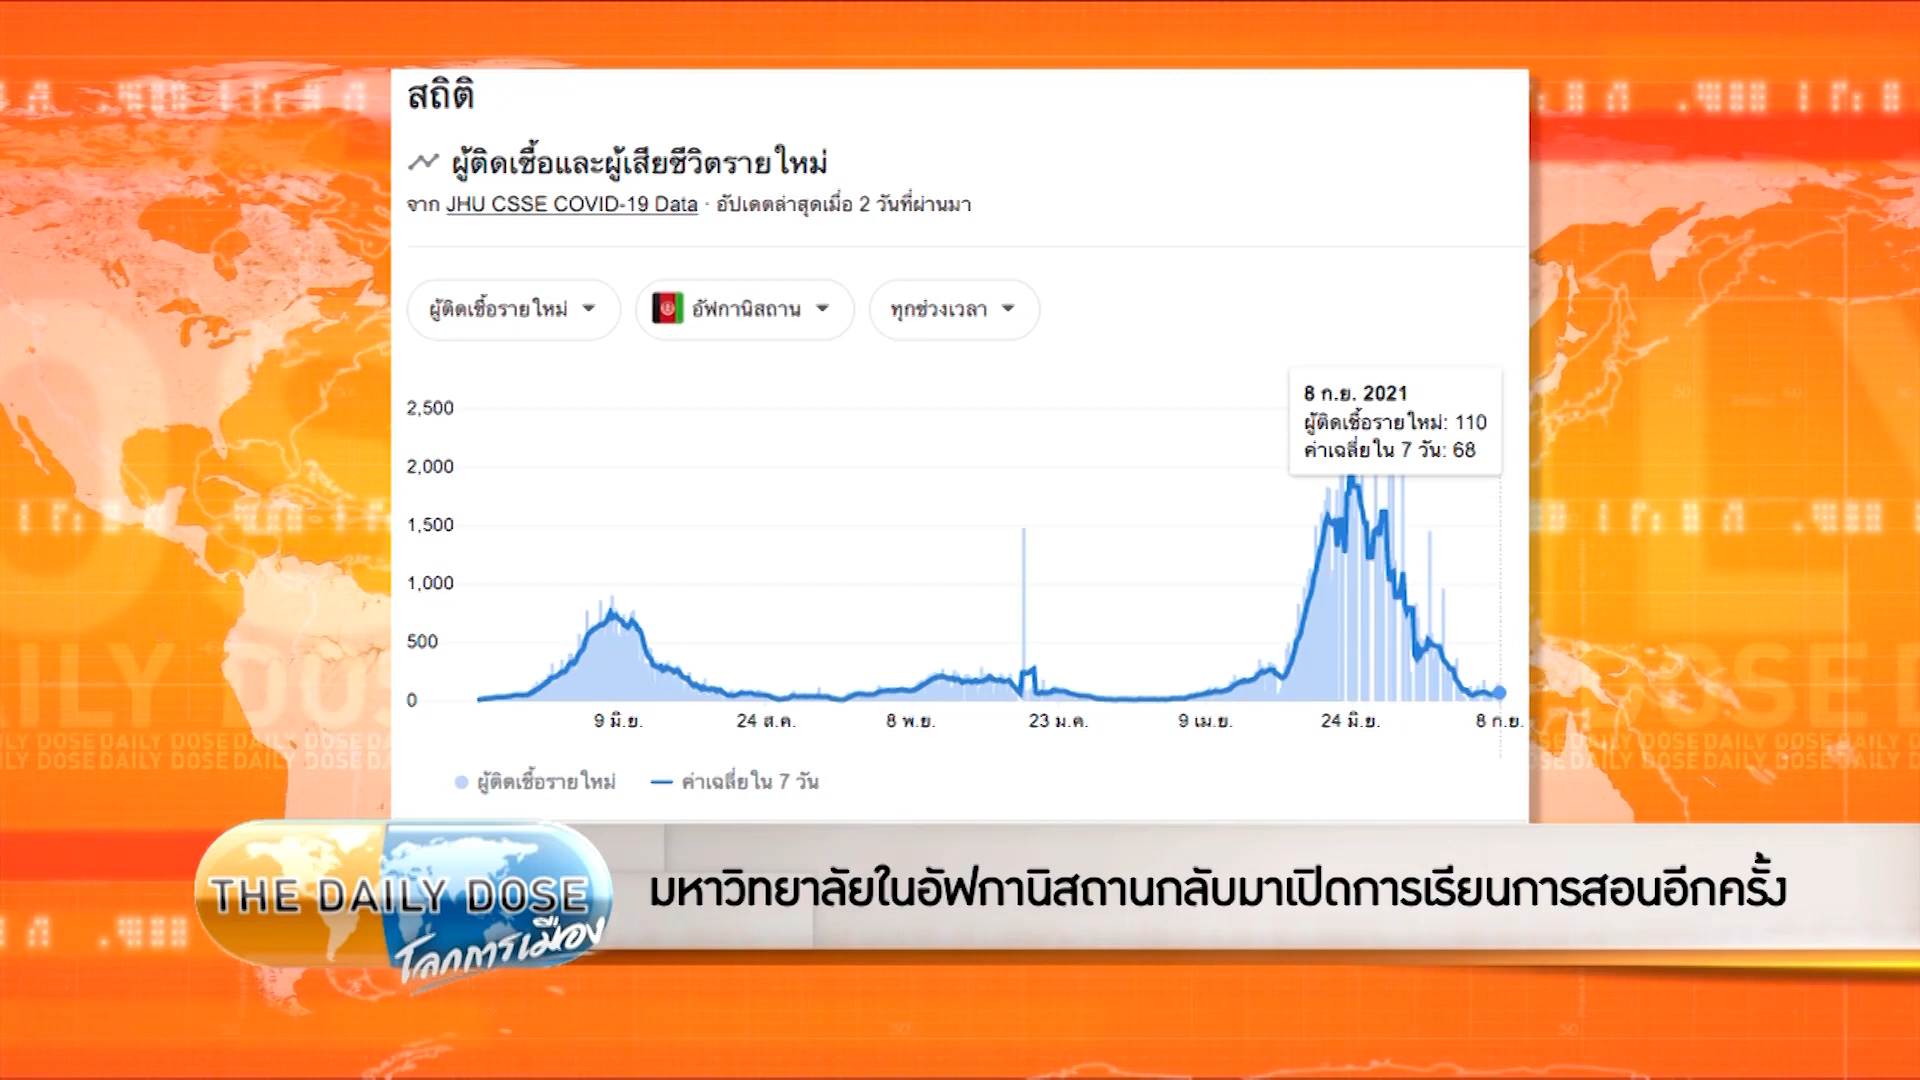 สถิติ
ผู้ติดเชื้อและผู้เสียชีวิตรายใหม่
จาก JHU CSSE COVID-19 Data · อัปเดตล่าสุดเมื่อ 2 วันที่ผ่านมา
ผู้ติดเชื้อรายใหม่ อัฟกานิสถาน ทุกช่วงเวลา
8 ก.ย. 2021
ผู้ติดเชื้อรายใหม่: 110
ค่าเฉลี่ยใน 7 วัน: 68
2,500
2,000
1,500
1,000
500
0
9 มิ.ย. 24 ส.ค. 8 พ.ย. 23 ม.ค. 9 เม.ย. 24 มิ.ย. 8 ก.ย.
ผู้ติดเชื้อรายใหม่ ค่าเฉลี่ยใน 7 วัน
THE DAILY DOSE
โลกการเมือง
มหาวิทยาลัยในอัฟกานิสถานกลับมาเปิดการเรียนการสอนอีกครั้ง